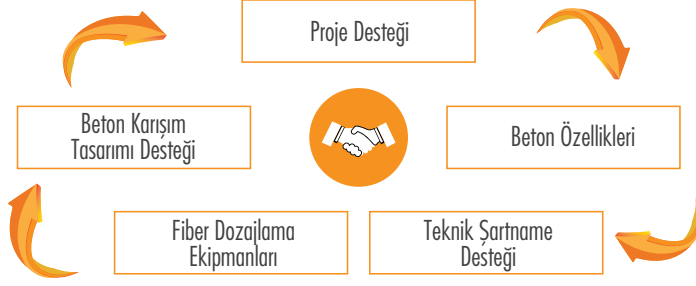 Proje Desteği
Beton Karışım
Tasarımı Desteği
Beton Özellikleri
Fiber Dozajlama
Ekipmanları
Teknik Şartname
Desteği